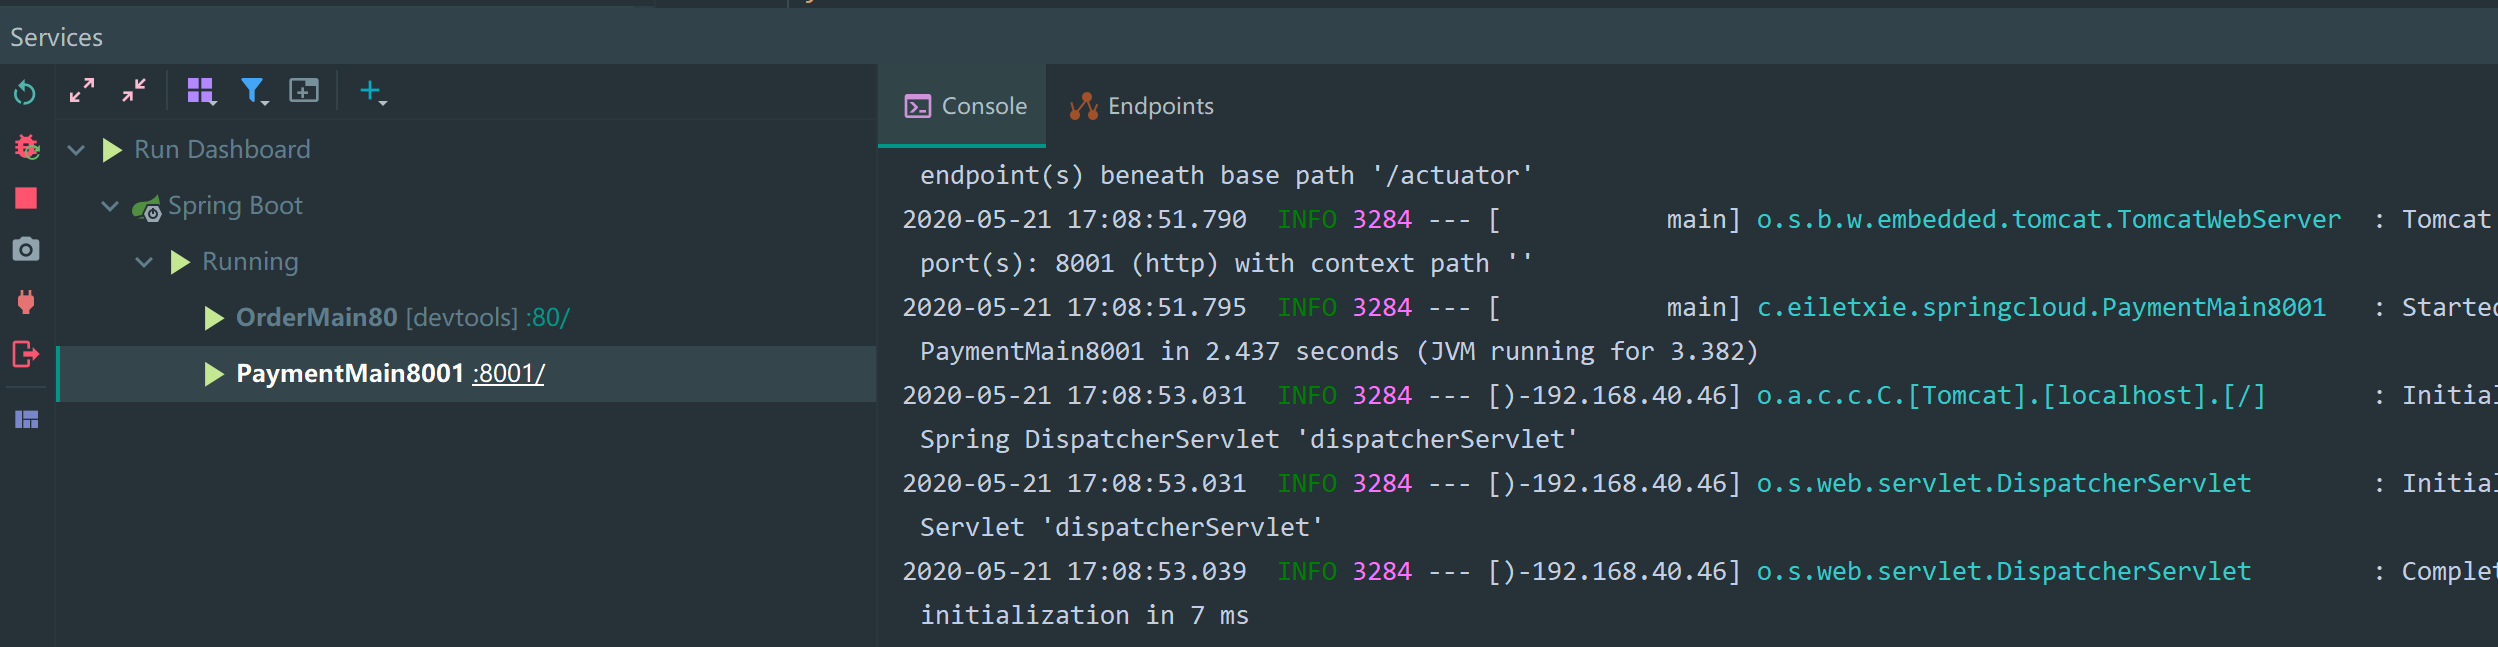 Services
Run Dashboard
Spring Boot
Running
OrderMain80 [devtools] :80/
PaymentMain8001 :8001/
Console
Endpoints
endpoint(s) beneath base path '/actuator'
2020-05-21 17:08:51.790  INFO 3284 --- [           main] o.s.b.w.embedded.tomcat.TomcatWebServer  : Tomcat
port(s): 8001 (http) with context path ''
2020-05-21 17:08:51.795  INFO 3284 --- [           main] c.eiletxie.springcloud.PaymentMain8001   : Started
PaymentMain8001 in 2.437 seconds (JVM running for 3.382)
2020-05-21 17:08:53.031  INFO 3284 --- [)-192.168.40.46] o.a.c.c.C.[Tomcat].[localhost].[/]       : Initial
Spring DispatcherServlet 'dispatcherServlet'
2020-05-21 17:08:53.031  INFO 3284 --- [)-192.168.40.46] o.s.web.servlet.DispatcherServlet        : Initial
Servlet 'dispatcherServlet'
2020-05-21 17:08:53.039  INFO 3284 --- [)-192.168.40.46] o.s.web.servlet.DispatcherServlet        : Complet
initialization in 7 ms